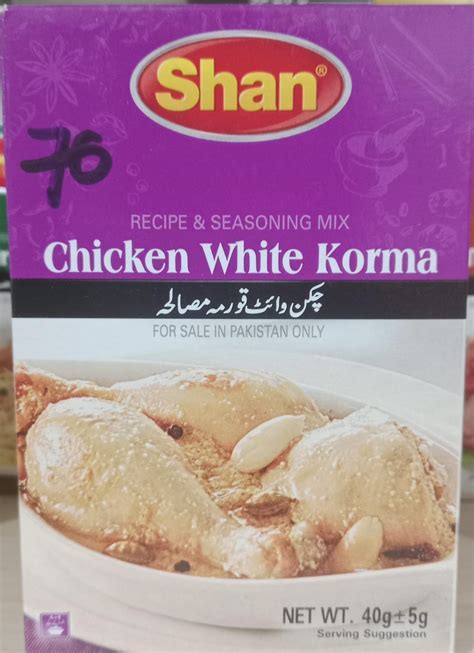 Shan®
76
RECIPE & SEASONING MIX
Chicken White Korma
چکن وائٹ قورمہ مصالحہ
FOR SALE IN PAKISTAN ONLY
NET WT. 40g±5g
Serving Suggestion